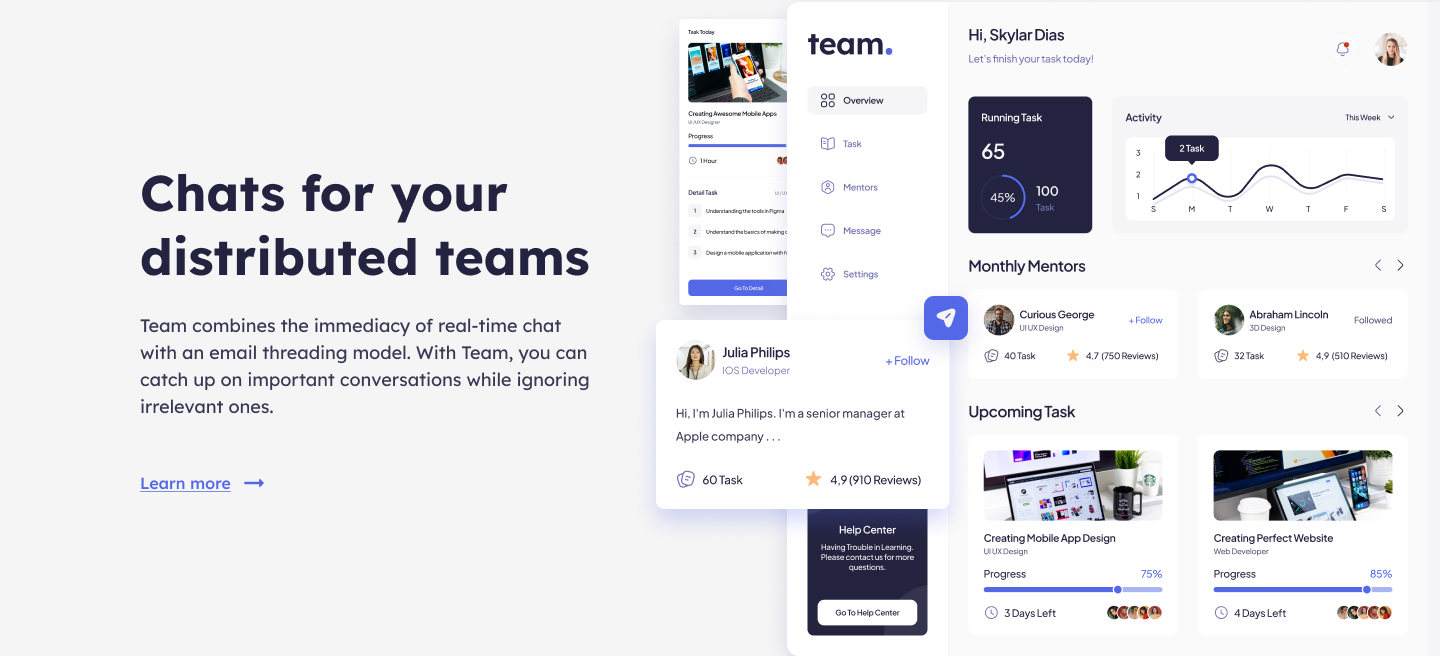 Chats for your
distributed teams
Team combines the immediacy of real-time chat
with an email threading model. With Team, you can
catch up on important conversations while ignoring
irrelevant ones.
Learn more
Task Today
Creating Awesome Mobile Apps
UI/UX Designer
Progress
1 Hour
Detail Task
UI/U
1 Understanding the tools in Figma
2 Understand the basics of making
3 Design a mobile application with
Go To Detail
team.
Overview
Task
Mentors
Message
Settings
Julia Philips
IOS Developer
+ Follow
Hi, I'm Julia Philips. I'm a senior manager at
Apple company . . .
60 Task
4,9 (910 Reviews)
Help Center
Having Trouble in Learning.
Please contact us for more
questions.
Go To Help Center
Hi, Skylar Dias
Let's finish your task today!
Running Task
65
45%
100
Task
Activity
This Week
2 Task
3
2
1
S M T W T F S
Monthly Mentors
Curious George
UI UX Design
+ Follow
40 Task
4,7 (750 Reviews)
Abraham Lincoln
3D Design
Followed
32 Task
4,9 (510 Reviews)
Upcoming Task
Creating Mobile App Design
UI UX Design
Progress 75%
3 Days Left
Creating Perfect Website
Web Developer
Progress 85%
4 Days Left